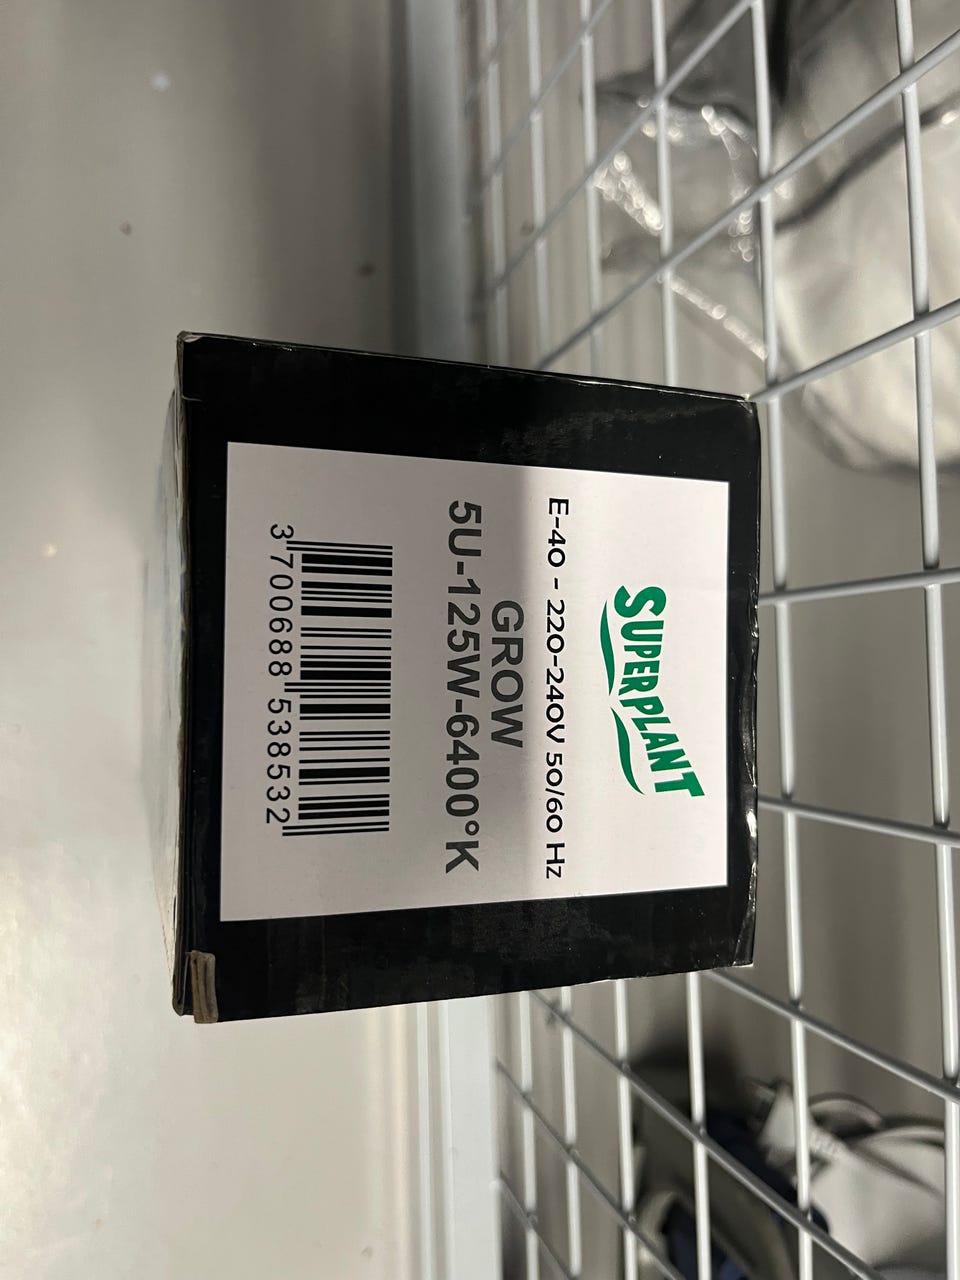 SUPERPLANT
E-40 - 220-240V 50/60 Hz
GROW
5U-125W-6400°K
3 700688 538532